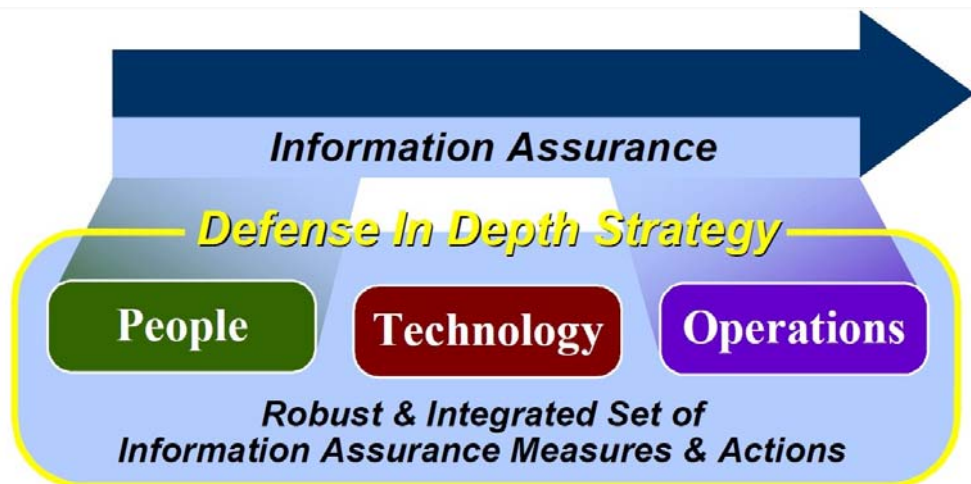 Information Assurance
Defense In Depth Strategy
People
Technology
Operations
Robust & Integrated Set of
Information Assurance Measures & Actions